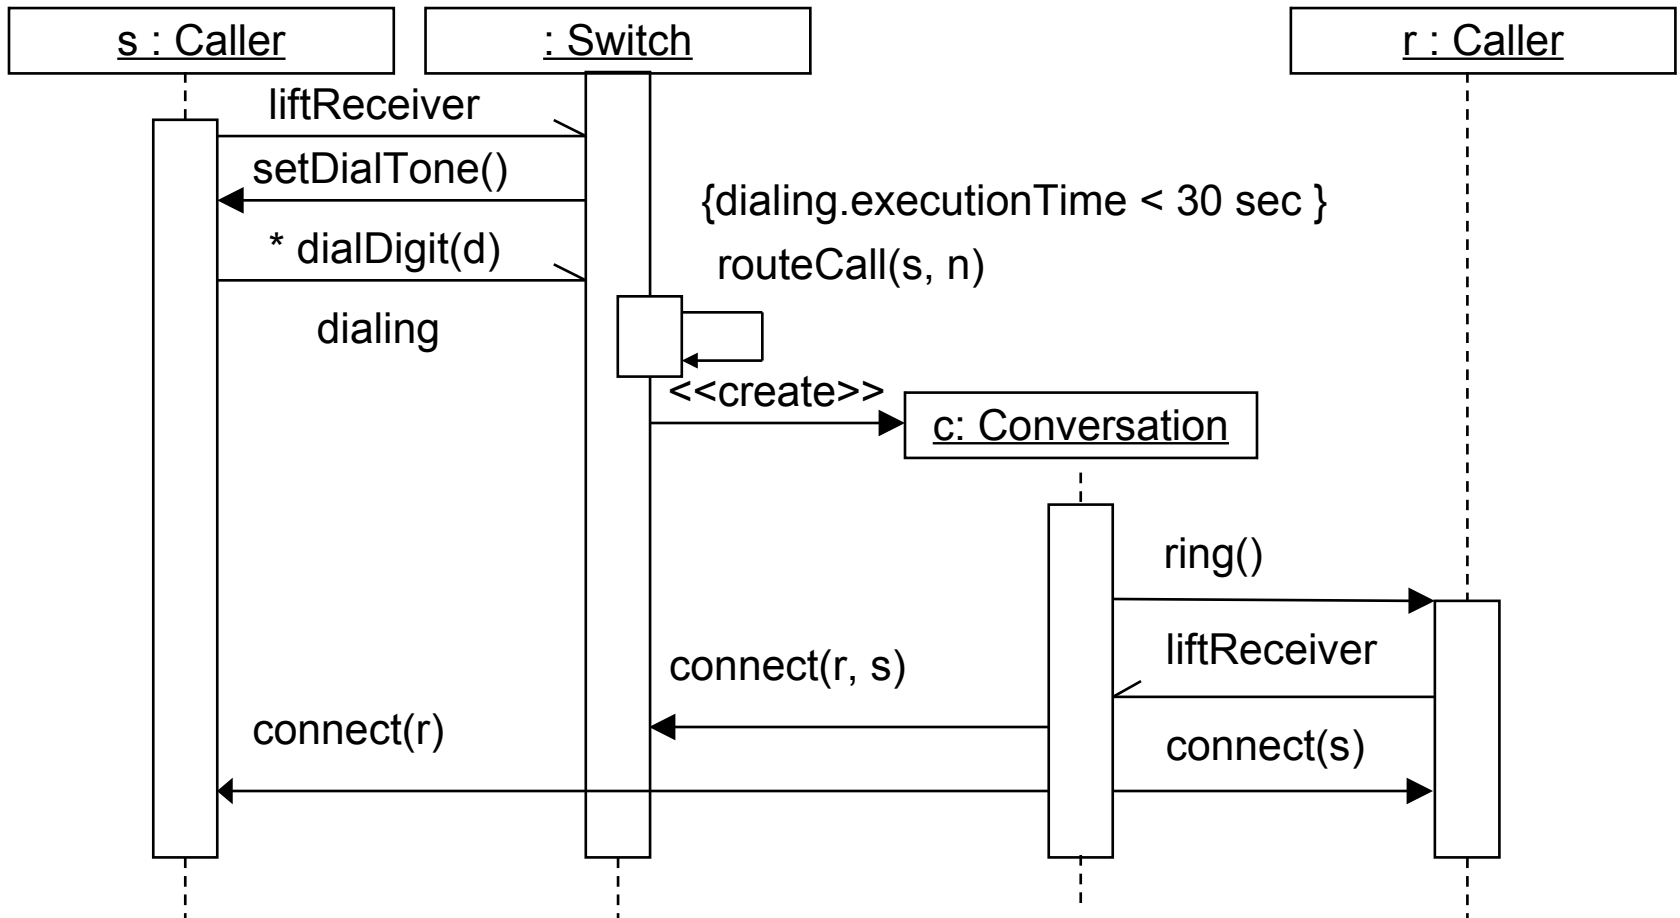 s : Caller
: Switch
r : Caller
liftReceiver
setDialTone()
{dialing.executionTime < 30 sec }
* dialDigit(d)
routeCall(s, n)
dialing
<<create>>
c: Conversation
ring()
liftReceiver
connect(r, s)
connect(r)
connect(s)